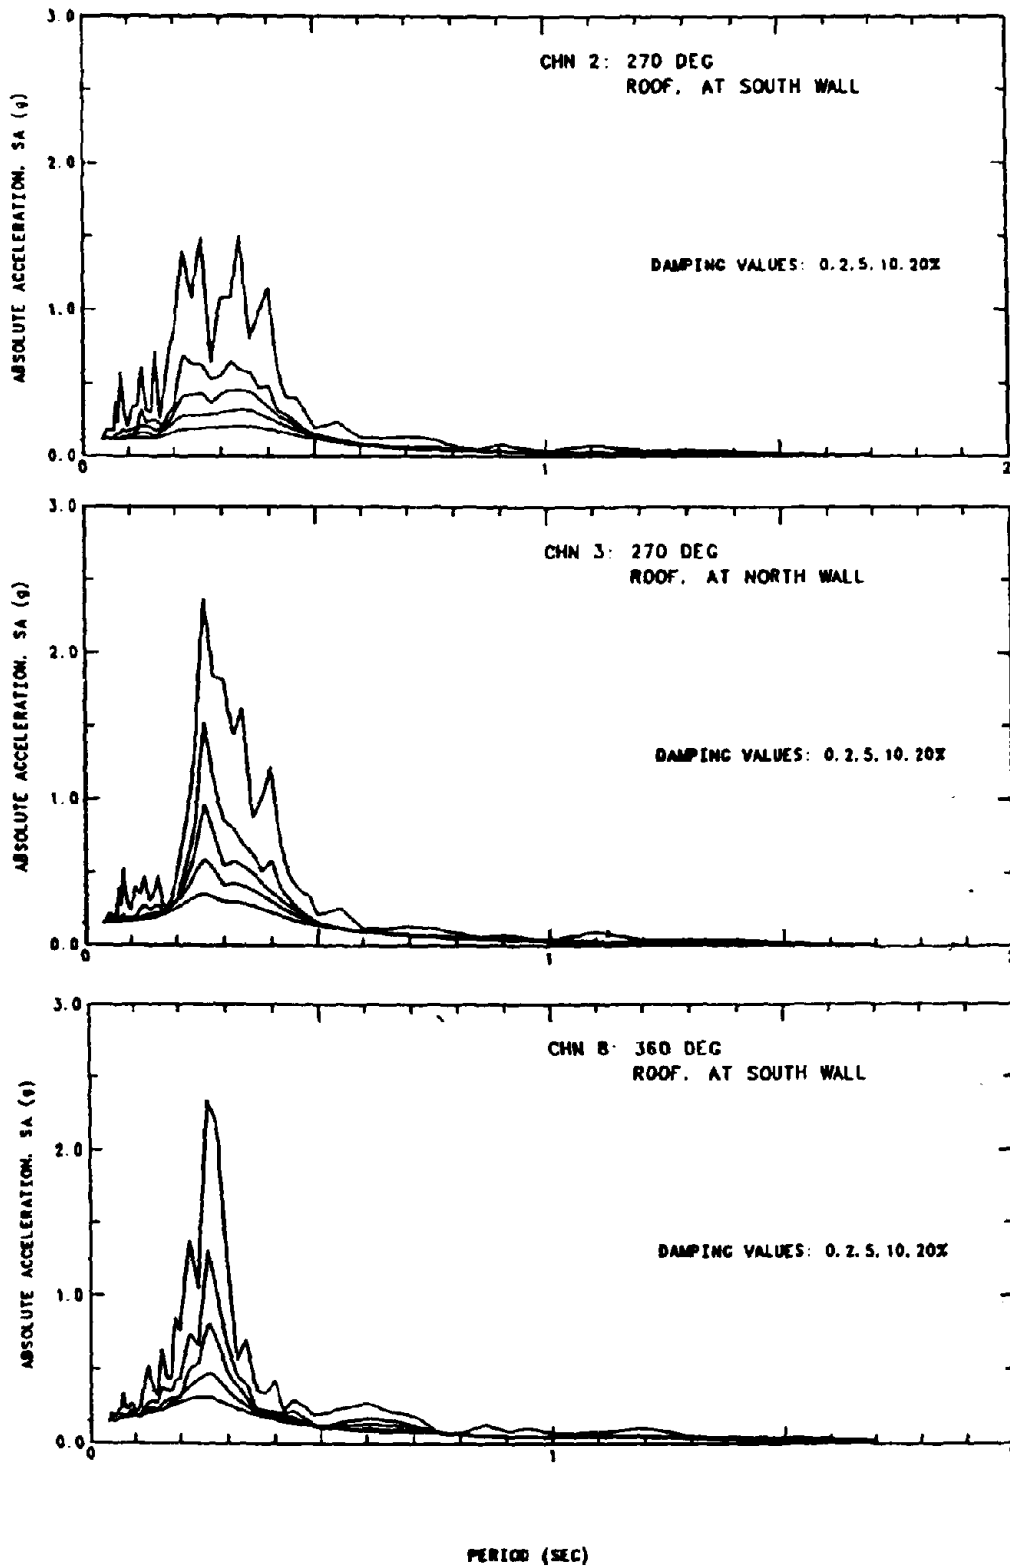 3.0
CHN 2: 270 DEG
ROOF, AT SOUTH WALL
2.0
DAMPING VALUES: 0,2,5,10,20%
1.0
0.0
ABSOLUTE ACCELERATION, SA (g)
0 1 2
3.0
CHN 3: 270 DEG
ROOF, AT NORTH WALL
2.0
DAMPING VALUES: 0,2,5,10,20%
1.0
0.0
ABSOLUTE ACCELERATION, SA (g)
0 1
3.0
CHN 8: 360 DEG
ROOF, AT SOUTH WALL
2.0
DAMPING VALUES: 0,2,5,10,20%
1.0
0.0
ABSOLUTE ACCELERATION, SA (g)
0 1
PERIOD (SEC)